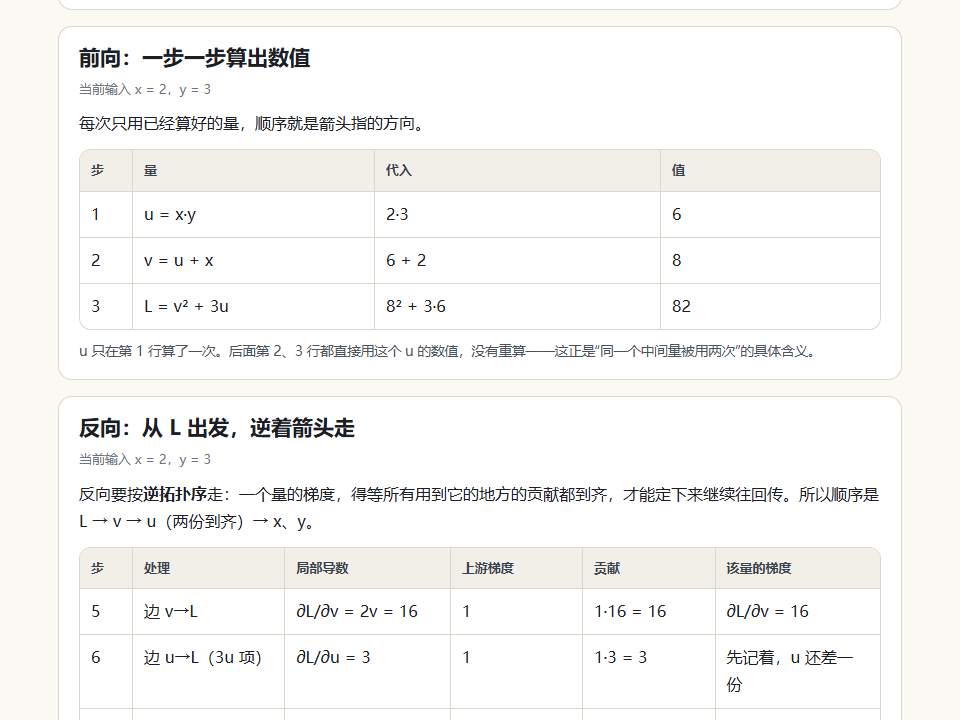 前向：一步一步算出数值
当前输入 x = 2，y = 3
每次只用已经算好的量，顺序就是箭头指的方向。
步 量 代入 值
1 u = x·y 2·3 6
2 v = u + x 6 + 2 8
3 L = v² + 3u 8² + 3·6 82
u 只在第 1 行算了一次。后面第 2、3 行都直接用这个 u 的数值，没有重算——这正是“同一个中间量被用两次”的具体含义。
反向：从 L 出发，逆着箭头走
当前输入 x = 2，y = 3
反向要按逆拓扑序走：一个量的梯度，得等所有用到它的地方的贡献都到齐，才能定下来继续往回传。所以顺序是
L → v → u（两份到齐）→ x、y。
步 处理 局部导数 上游梯度 贡献 该量的梯度
5 边 v→L ∂L/∂v = 2v = 16 1 1·16 = 16 ∂L/∂v = 16
6 边 u→L（3u 项） ∂L/∂u = 3 1 1·3 = 3 先记着，u 还差一
份